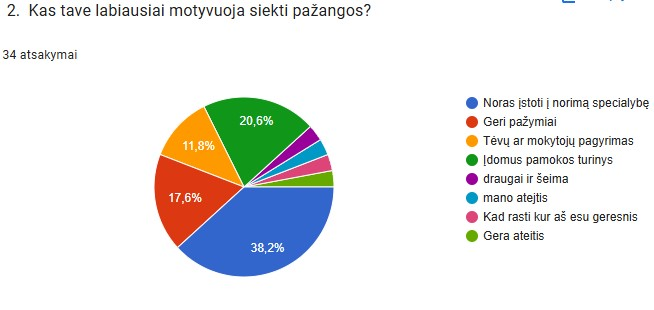 2. Kas tave labiausiai motyvuoja siekti pažangos?
34 atsakymai
20,6%
11,8%
17,6%
38,2%
Noras įstoti į norimą specialybę
Geri pažymiai
Tėvų ar mokytojų pagyrimas
Įdomus pamokos turinys
draugai ir šeima
mano atejtis
Kad rasti kur aš esu geresnis
Gera ateitis